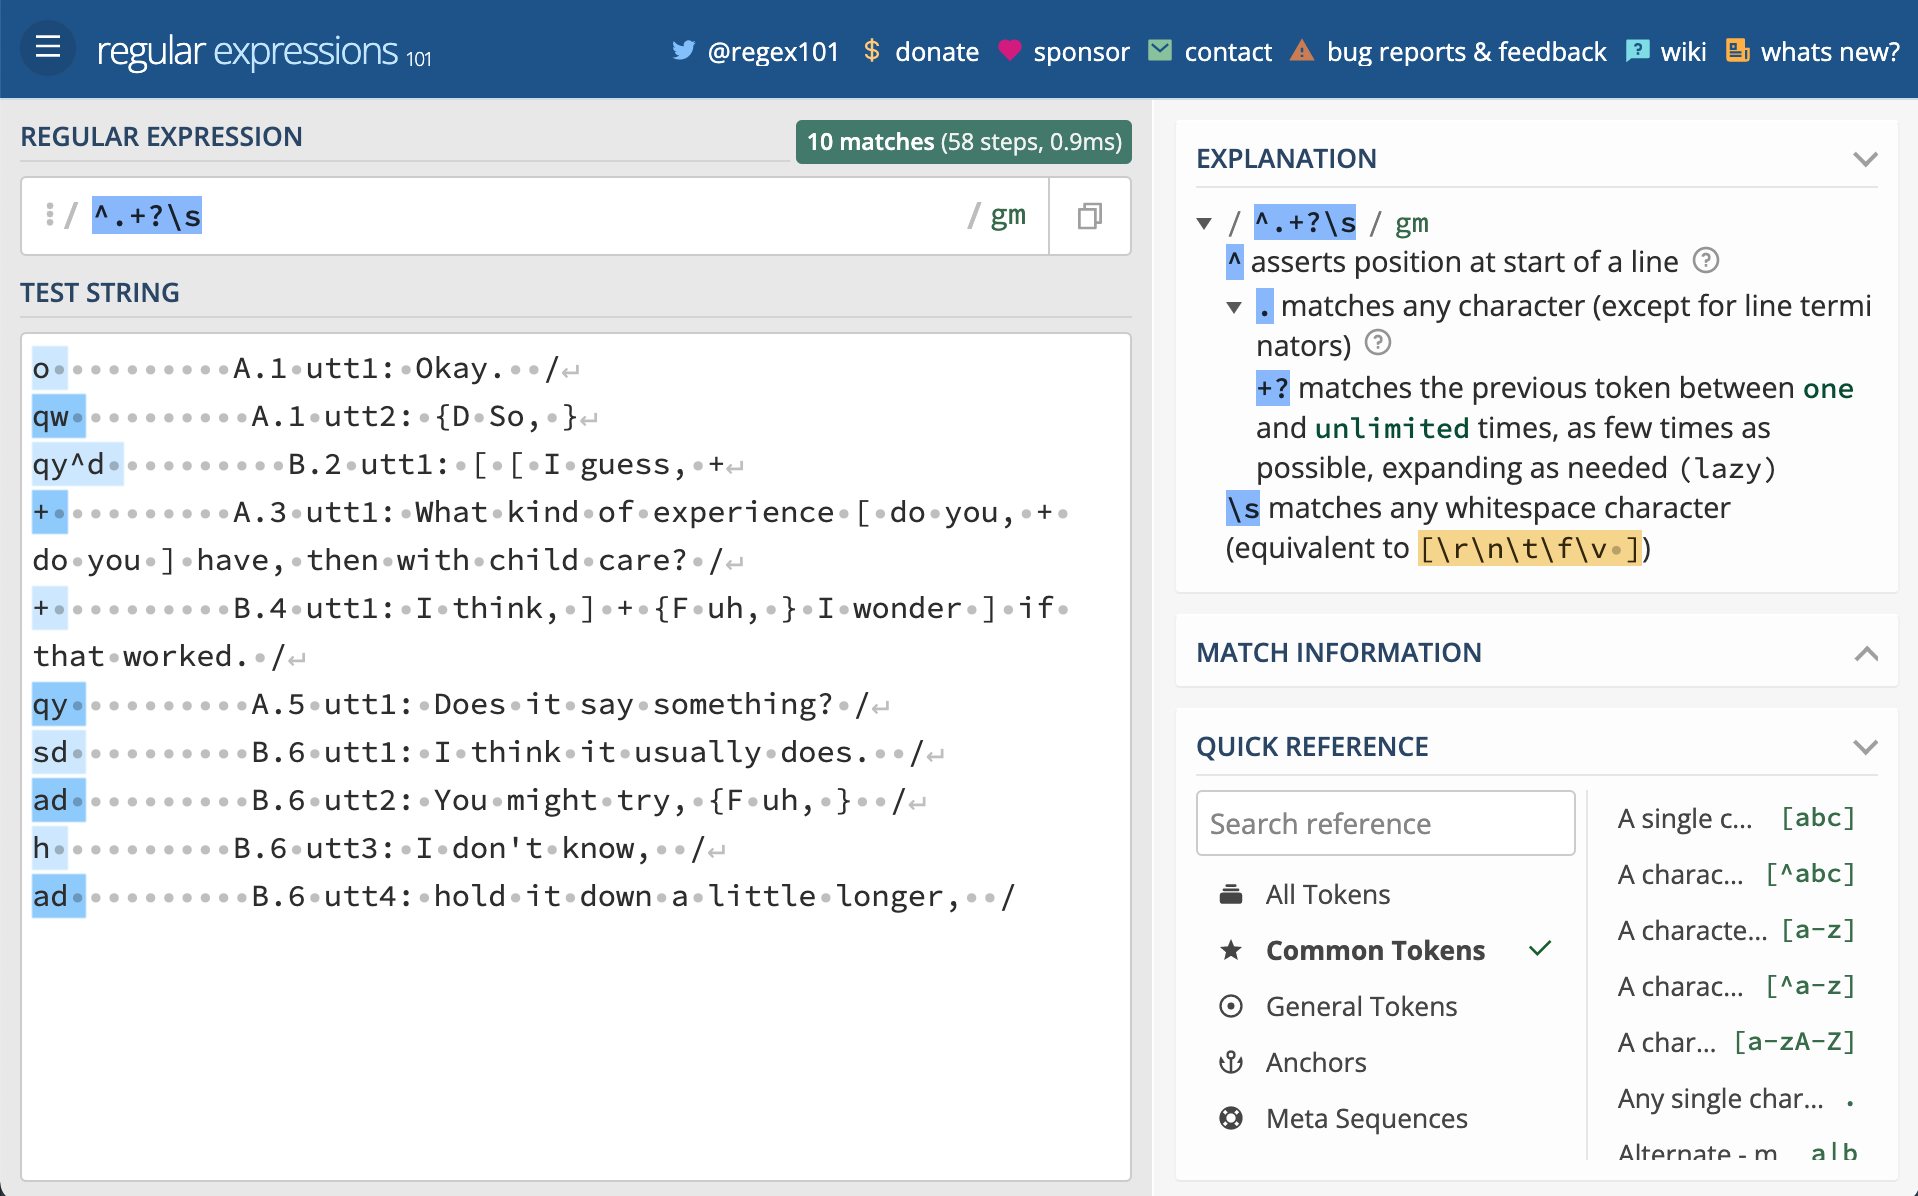 regular expressions 101
@regex101 $ donate sponsor contact bug reports & feedback wiki whats new?
REGULAR EXPRESSION
10 matches (58 steps, 0.9ms)
/ ^.+?\s / gm
TEST STRING
o·········· A.1·utt1:·Okay.··/↵
qw·········· A.1·utt2:·{D·So,·}↵
qy^d·········· B.2·utt1:·[·[·I·guess,·+↵
+·········· A.3·utt1:·What·kind·of·experience·[·do·you,·+·
do·you·]·have,·then·with·child·care?·/↵
+·········· B.4·utt1:·I·think,·]·+·{F·uh,·}·I·wonder·]·if·
that·worked.·/↵
qy·········· A.5·utt1:·Does·it·say·something?·/↵
sd·········· B.6·utt1:·I·think·it·usually·does.··/↵
ad·········· B.6·utt2:·You·might·try,·{F·uh,·}··/↵
h·········· B.6·utt3:·I·don't·know,··/↵
ad·········· B.6·utt4:·hold·it·down·a·little·longer,··/
EXPLANATION
/ ^.+?\s / gm
^ asserts position at start of a line ?
. matches any character (except for line termi
nators) ?
+? matches the previous token between one
and unlimited times, as few times as
possible, expanding as needed (lazy)
\s matches any whitespace character
(equivalent to [\r\n\t\f\v·])
MATCH INFORMATION
QUICK REFERENCE
Search reference
All Tokens
Common Tokens
General Tokens
Anchors
Meta Sequences
A single c... [abc]
A charac... [^abc]
A characte... [a-z]
A charac... [^a-z]
A char... [a-zA-Z]
Any single char... .
Alternate - m a|b